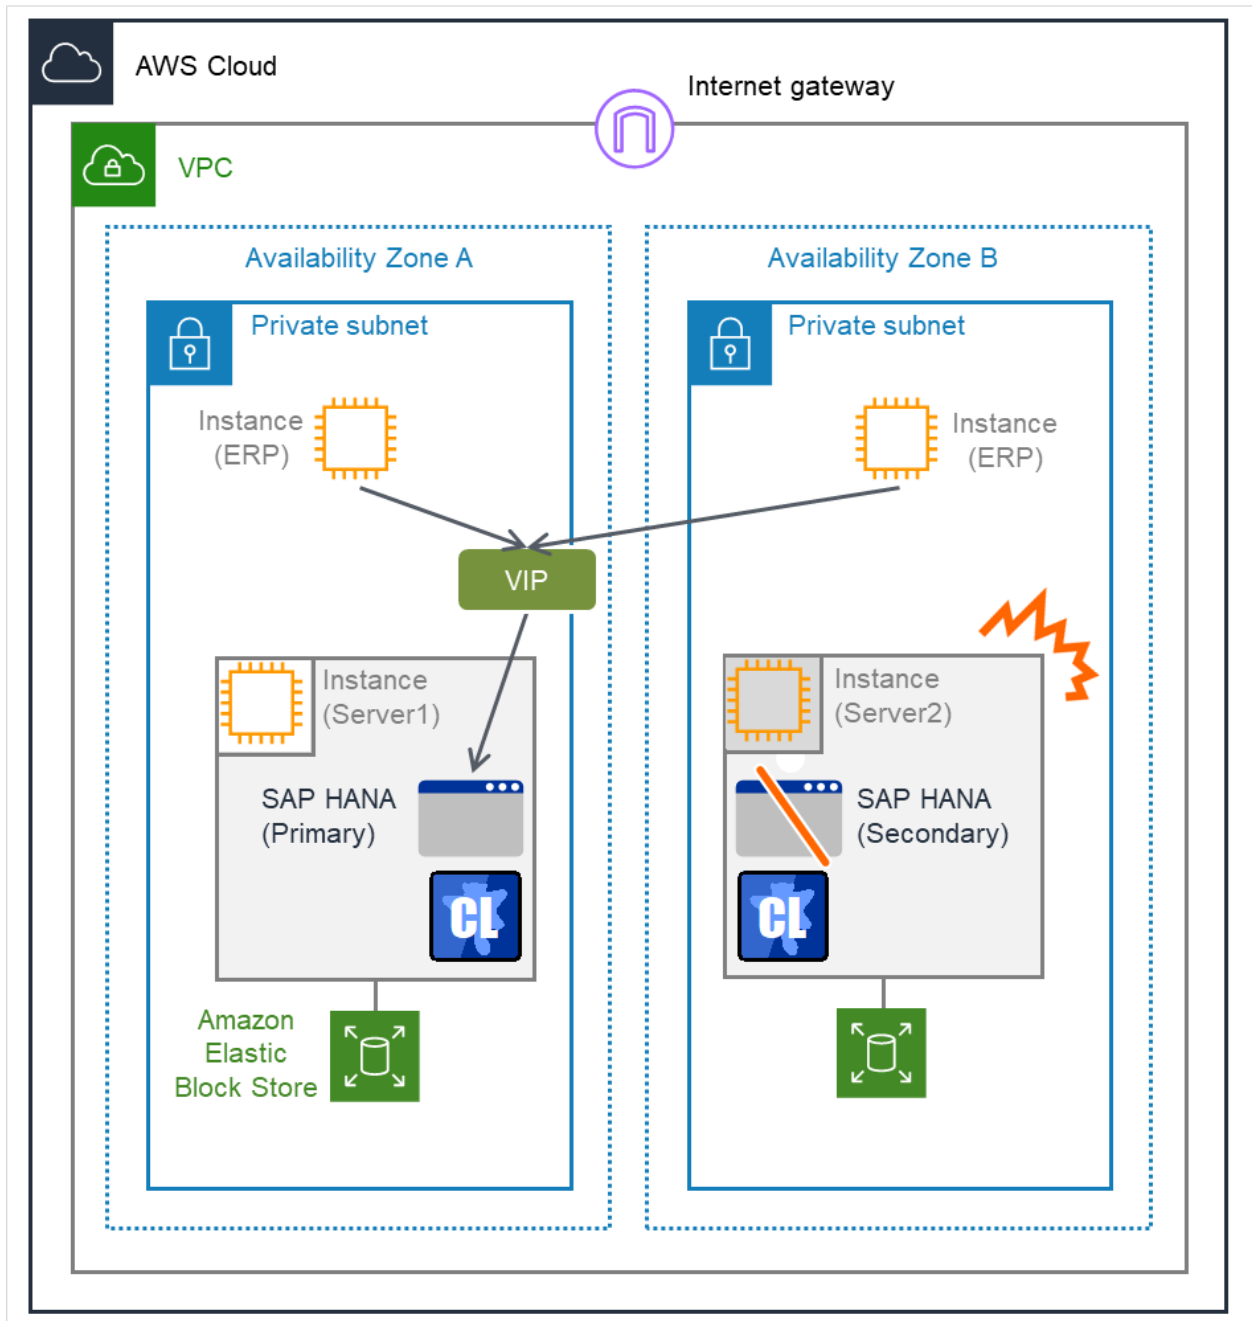 AWS Cloud
Internet gateway
VPC
Availability Zone A
Availability Zone B
Private subnet
Private subnet
Instance
(ERP)
Instance
(ERP)
VIP
Instance
(Server1)
Instance
(Server2)
SAP HANA
(Primary)
SAP HANA
(Secondary)
CL
CL
Amazon
Elastic
Block Store